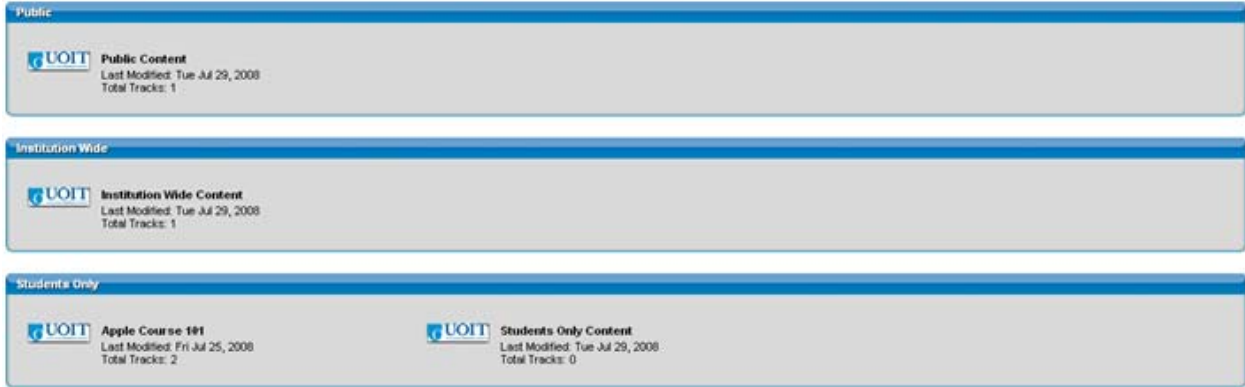 Public
UOIT Public Content
Last Modified: Tue Jul 29, 2008
Total Tracks: 1
Institution Wide
UOIT Institution Wide Content
Last Modified: Tue Jul 29, 2008
Total Tracks: 1
Students Only
UOIT Apple Course 101
Last Modified: Fri Jul 25, 2008
Total Tracks: 2
UOIT Students Only Content
Last Modified: Tue Jul 29, 2008
Total Tracks: 0